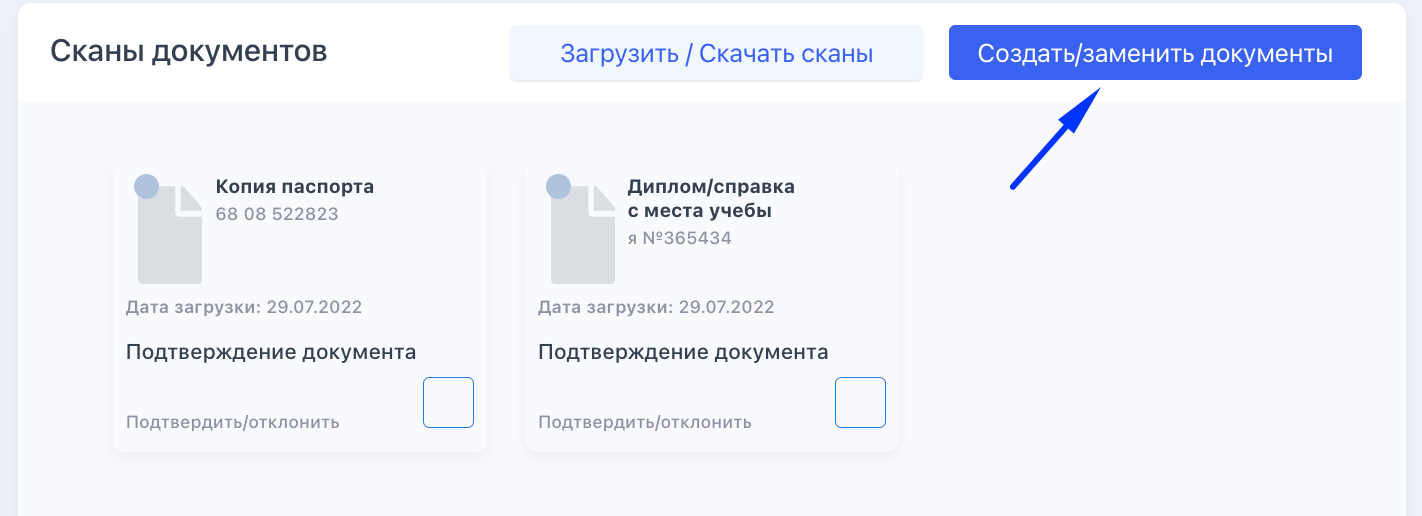 Сканы документов
Загрузить / Скачать сканы
Создать/заменить документы
Копия паспорта
68 08 522823
Дата загрузки: 29.07.2022
Подтверждение документа
Подтвердить/отклонить
Диплом/справка
с места учебы
я №365434
Дата загрузки: 29.07.2022
Подтверждение документа
Подтвердить/отклонить